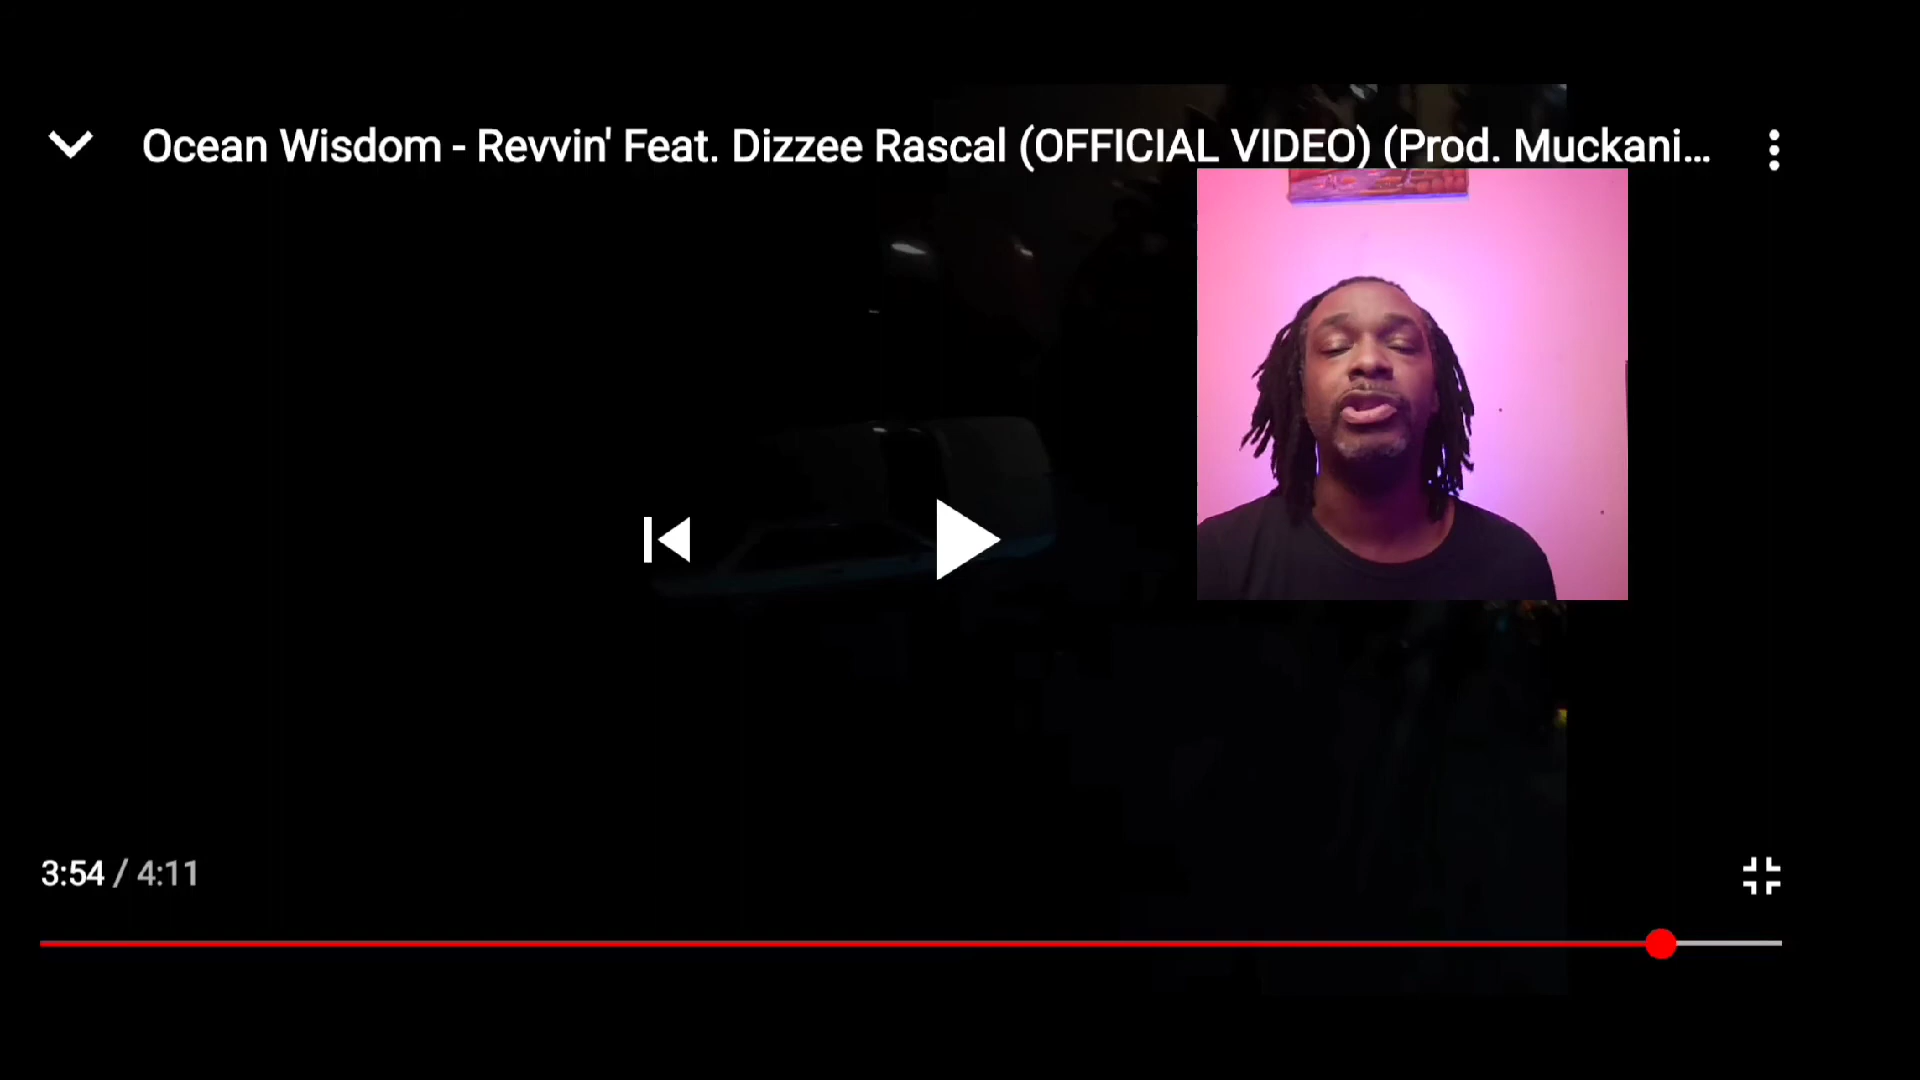 Ocean Wisdom - Revvin' Feat. Dizzee Rascal (OFFICIAL VIDEO) (Prod. Muckani...
3:54 / 4:11